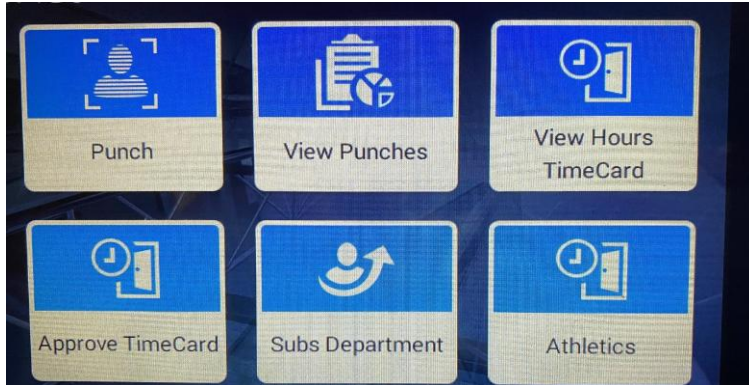 Punch
View Punches
View Hours
TimeCard
Approve TimeCard
Subs Department
Athletics